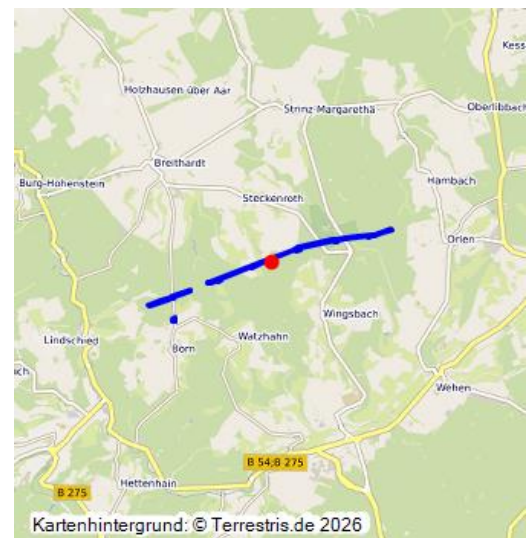 Kess
Holzhausen über Aar
Strinz-Margarethä
Oberlibbach
Breithardt
Burg-Hohenstein
Hambach
Steckenroth
Orlen
Wingsbach
Lindschied
Watzhahn
Born
ach
Wehen
B 54;B 275
B 275
Hettenhain
Kartenhintergrund: © Terrestris.de 2026